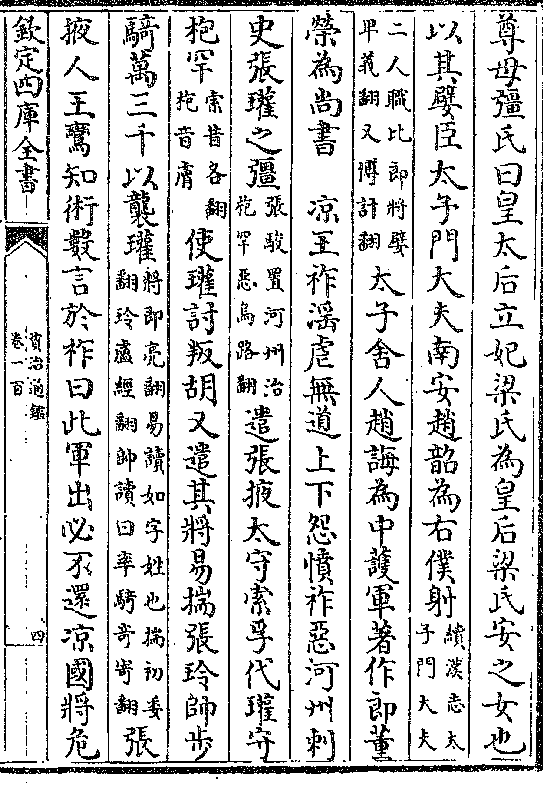 尊母彊氏曰皇太后立妃梁氏為皇后梁氏安之女也
以其嬖臣太子門大夫南安趙韶為右僕射續漢志太子門大夫
二人職比郎將嬖卑義翻又博計翻太子舍人趙誨為中護軍著作郎董
榮為尚書　涼王祚淫虐無道上下怨憤祚惡河州刺
史張瓘之彊張駿置河州治枹罕惡烏路翻遣張掖太守索孚代瓘守
枹罕索昔各翻枹音膚使瓘討叛胡又遣其將易揣張玲帥步
騎萬三千以襲瓘將即亮翻易讀如字姓也揣初委翻玲盧經翻帥讀曰率騎奇寄翻張
掖人王鸞知術數言於祚曰此軍出必不還涼國將危
欽定四庫全書
資治通鑑
卷一百
四